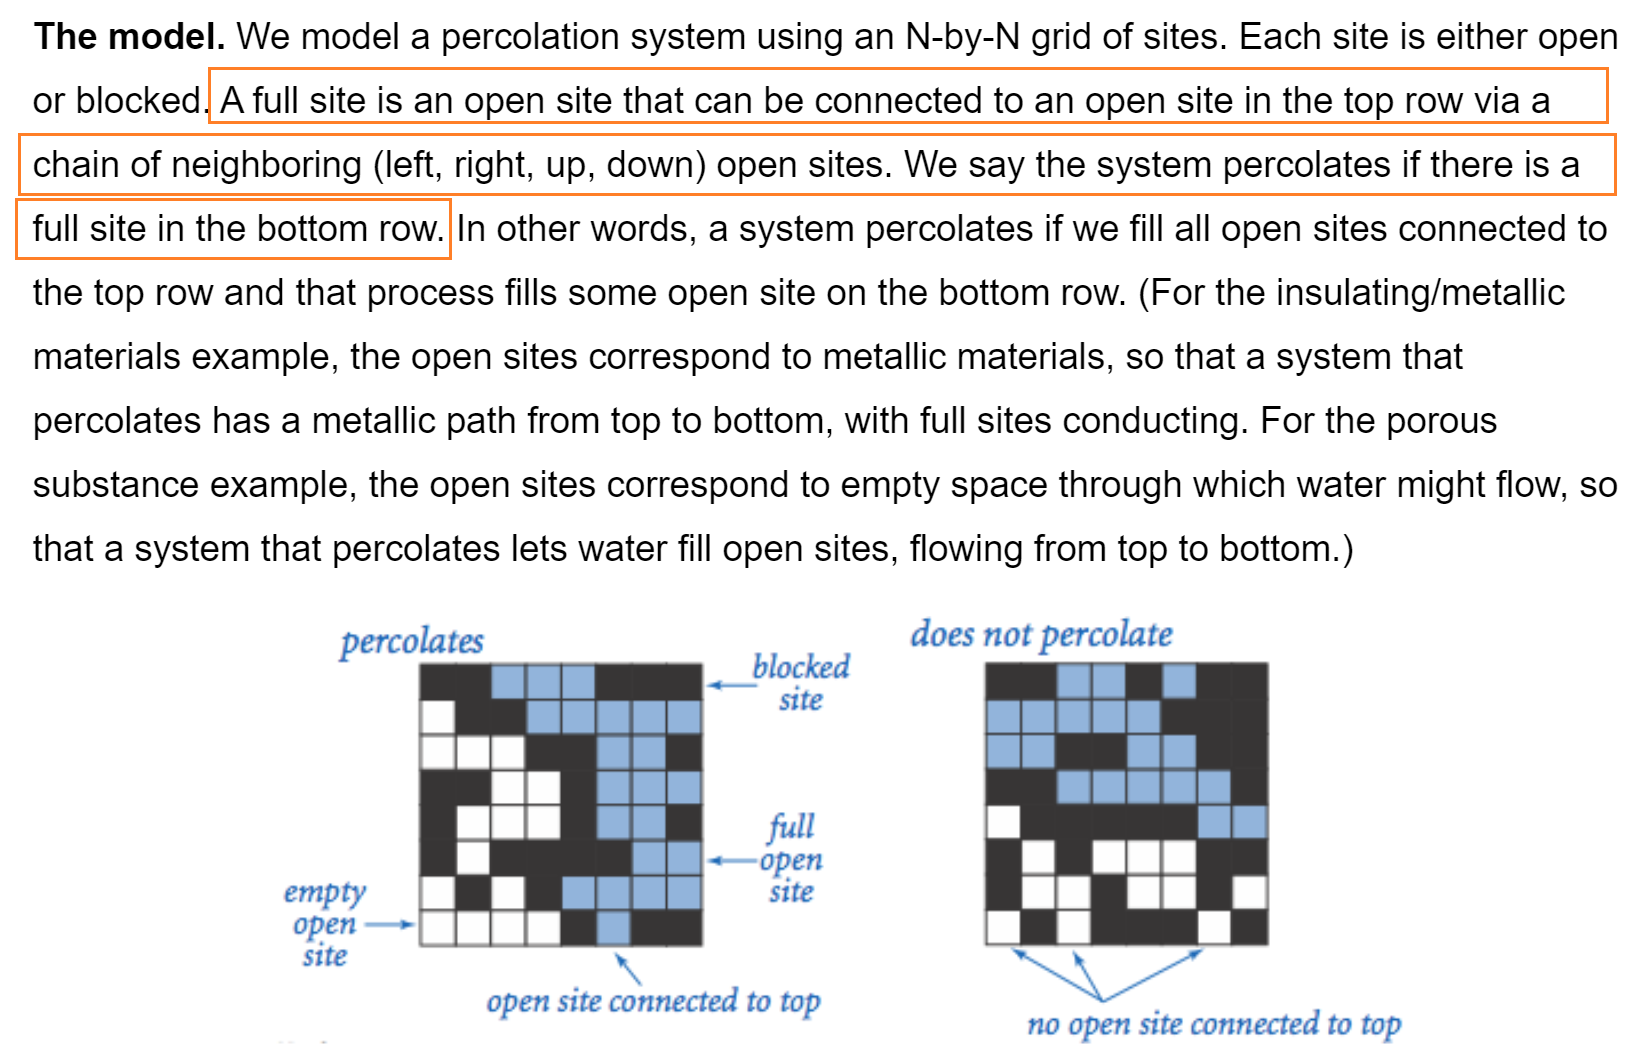 The model. We model a percolation system using an N-by-N grid of sites. Each site is either open
or blocked. A full site is an open site that can be connected to an open site in the top row via a
chain of neighboring (left, right, up, down) open sites. We say the system percolates if there is a
full site in the bottom row. In other words, a system percolates if we fill all open sites connected to
the top row and that process fills some open site on the bottom row. (For the insulating/metallic
materials example, the open sites correspond to metallic materials, so that a system that
percolates has a metallic path from top to bottom, with full sites conducting. For the porous
substance example, the open sites correspond to empty space through which water might flow, so
that a system that percolates lets water fill open sites, flowing from top to bottom.)
percolates
blocked
site
full
open
site
empty
open
site
open site connected to top
does not percolate
no open site connected to top